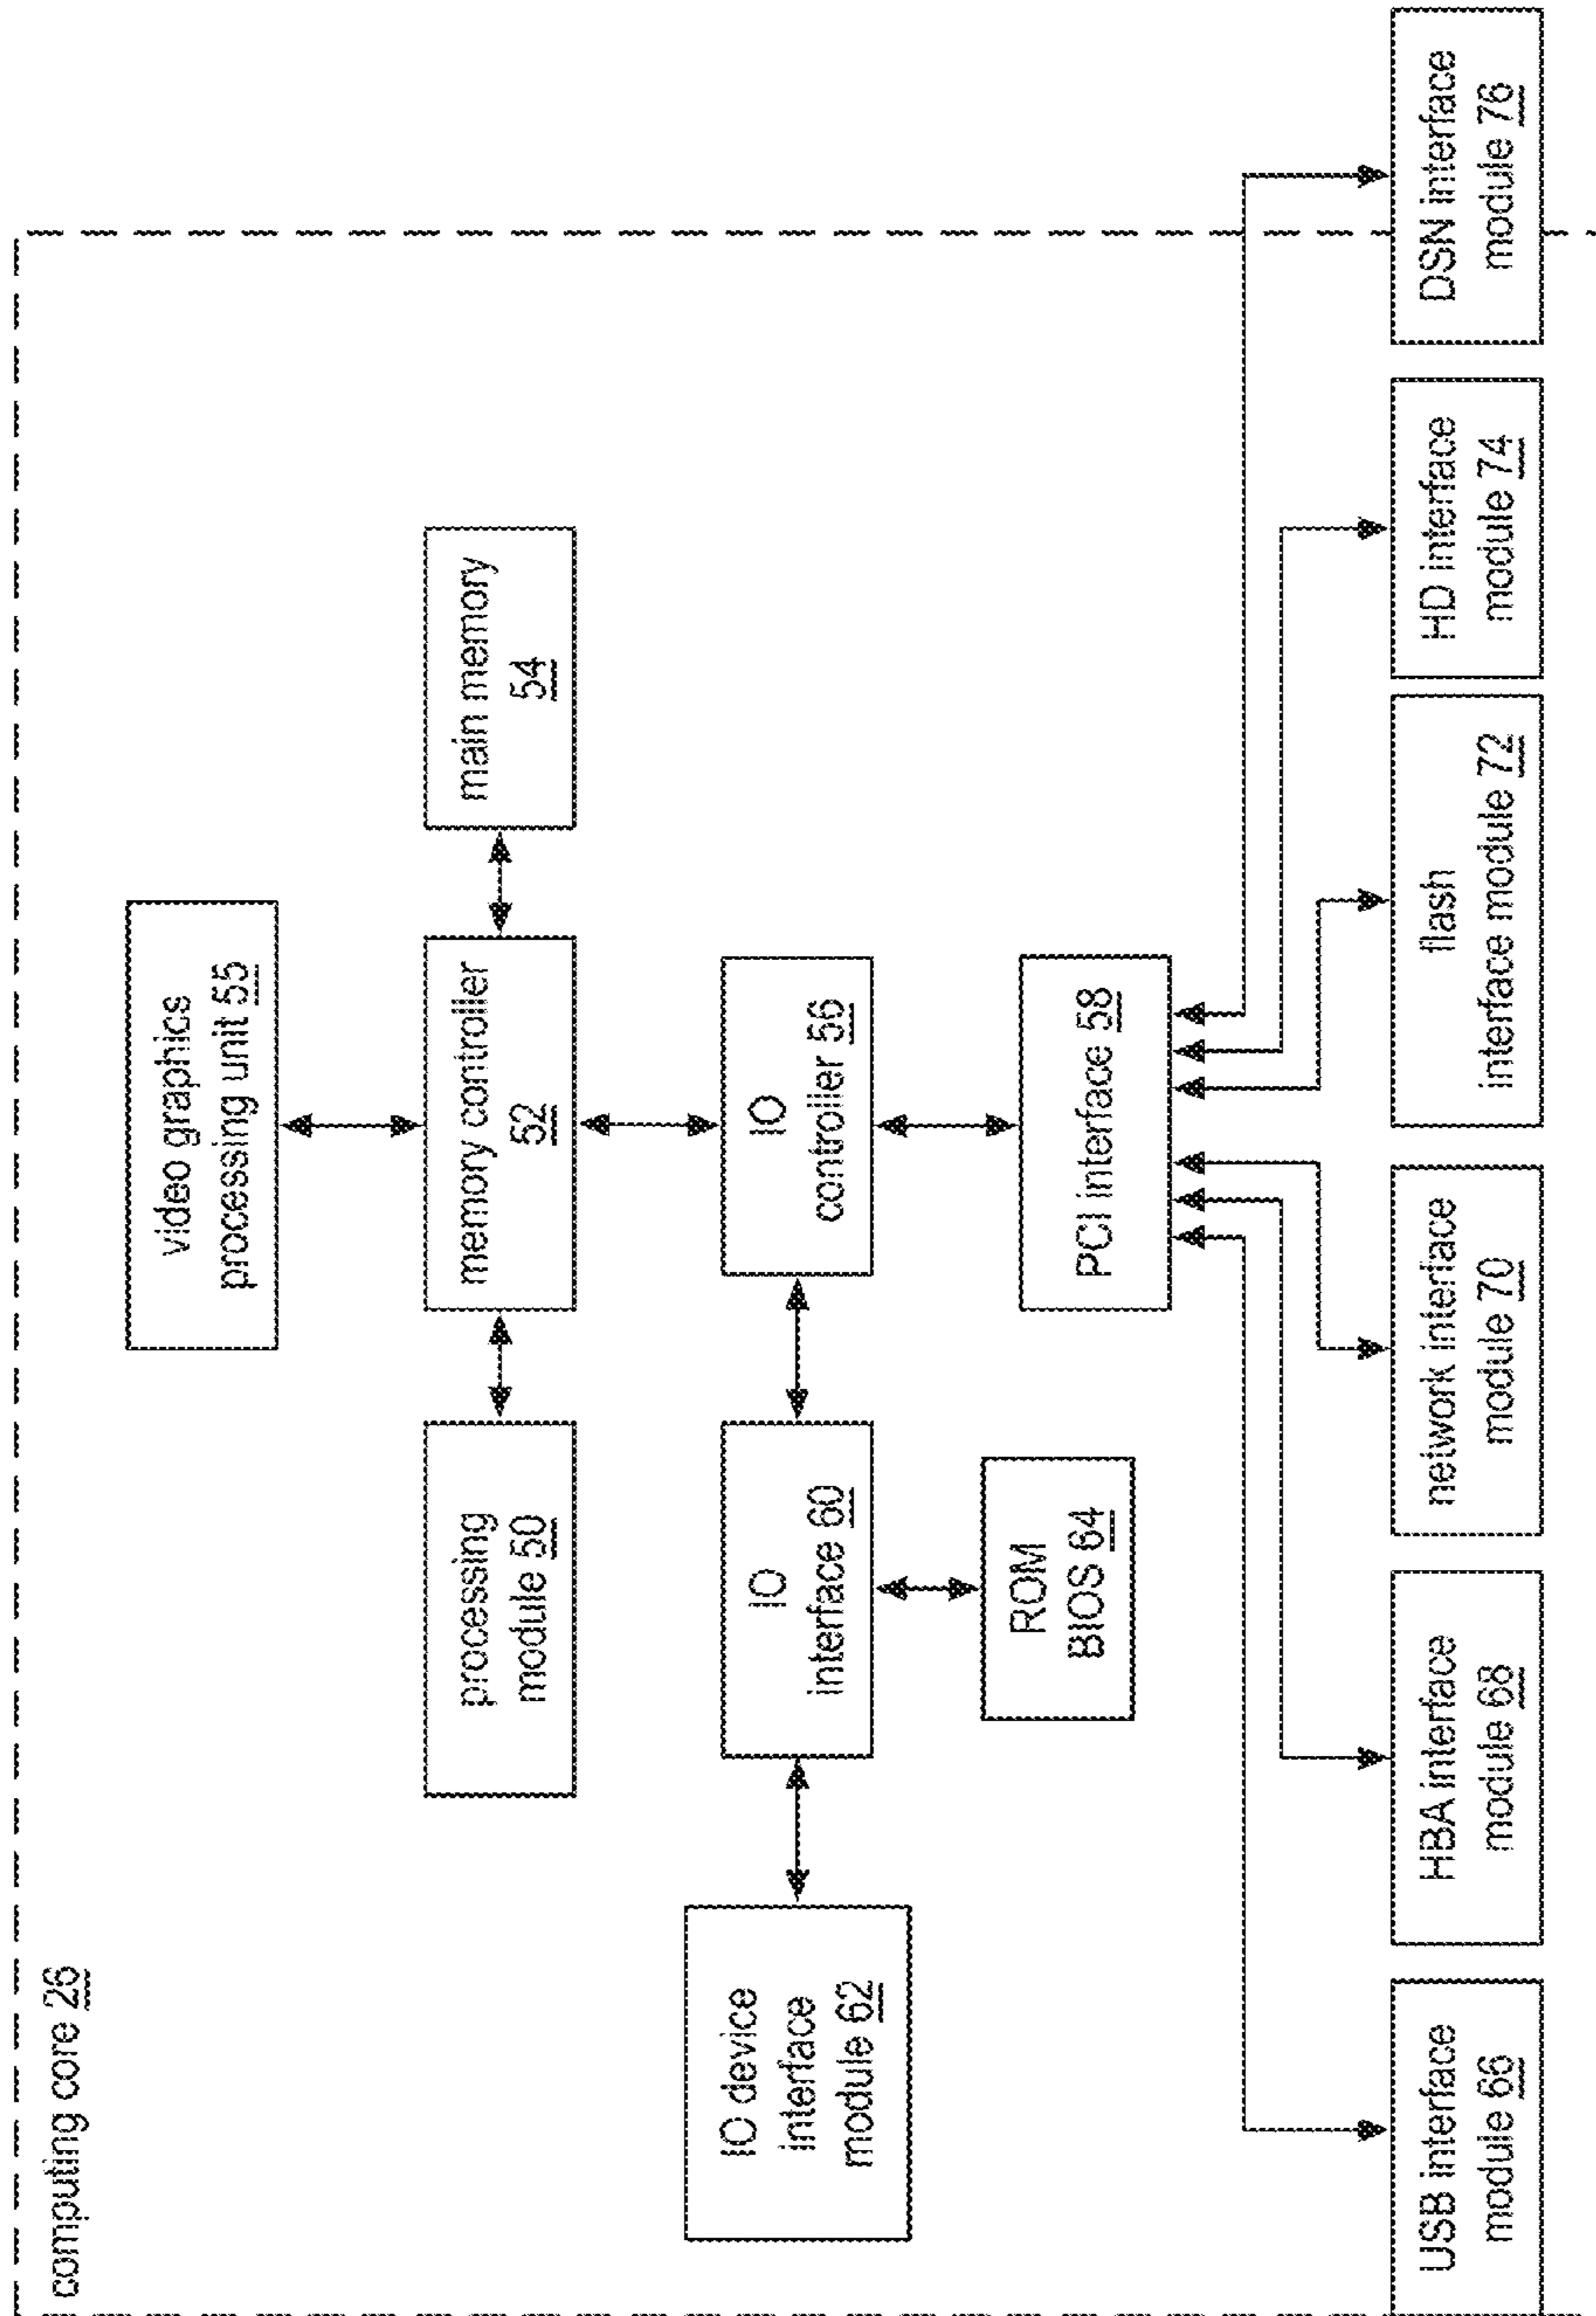 computing core 26
video graphics
processing unit 55
processing
module 50
memory controller
52
main memory
54
IO device
interface
module 62
IO
interface 60
IO
controller 56
ROM
BIOS 64
PCI interface 58
USB interface
module 66
HBA interface
module 68
network interface
module 70
flash
interface module 72
HD interface
module 74
DSN interface
module 76